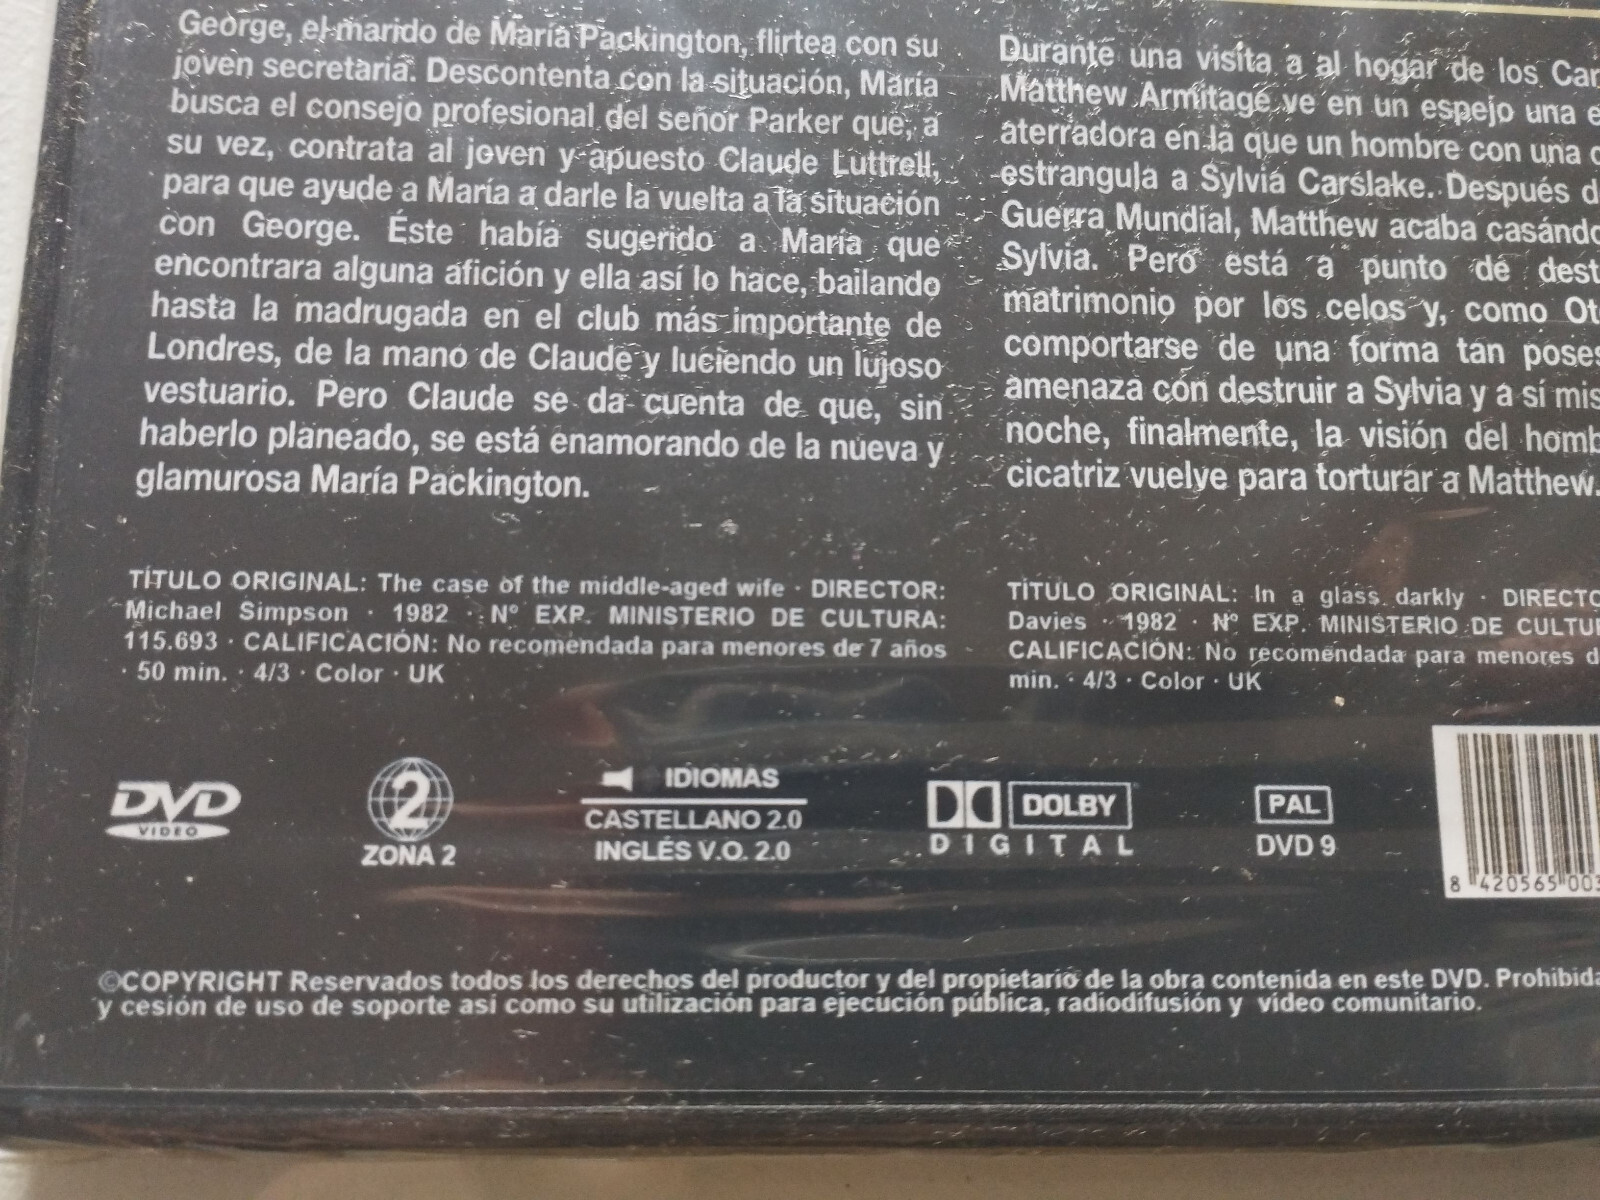 George, el marido de María Packington, flirtea con su
joven secretaria. Descontenta con la situación, María
busca el consejo profesional del señor Parker que, a
su vez, contrata al joven y apuesto Claude Luttrell,
para que ayude a María a darle la vuelta a la situación
con George. Éste había sugerido a María que
encontrara alguna afición y ella así lo hace, bailando
hasta la madrugada en el club más importante de
Londres, de la mano de Claude y luciendo un lujoso
vestuario. Pero Claude se da cuenta de que, sin
haberlo planeado, se está enamorando de la nueva y
glamurosa María Packington.
TÍTULO ORIGINAL: The case of the middle-aged wife · DIRECTOR:
Michael Simpson · 1982 · Nº EXP. MINISTERIO DE CULTURA:
115.693 · CALIFICACIÓN: No recomendada para menores de 7 años
· 50 min. · 4/3 · Color · UK
Durante una visita a al hogar de los
Matthew Armitage ve en un espejo una
aterradora en la que un hombre con una
estrangula a Sylvia Carslake. Después
Guerra Mundial, Matthew acaba
Sylvia. Pero está a punto de
matrimonio por los celos y, como
comportarse de una forma tan
amenaza con destruir a Sylvia y a sí
noche, finalmente, la visión del
cicatriz vuelve para torturar a Matthew.
TÍTULO ORIGINAL: In a glass darkly ·
Davies · 1982 · Nº EXP. MINISTERIO DE
CALIFICACIÓN: No recomendada para menores
min. · 4/3 · Color · UK
DVD
VIDEO
2
ZONA 2
IDIOMAS
CASTELLANO 2.0
INGLÉS V.O. 2.0
DOLBY
DIGITAL
PAL
DVD 9
8 420565 00
©COPYRIGHT Reservados todos los derechos del productor y del propietario de la obra contenida en este DVD. Prohibida
y cesión de uso de soporte así como su utilización para ejecución pública, radiodifusión y vídeo comunitario.